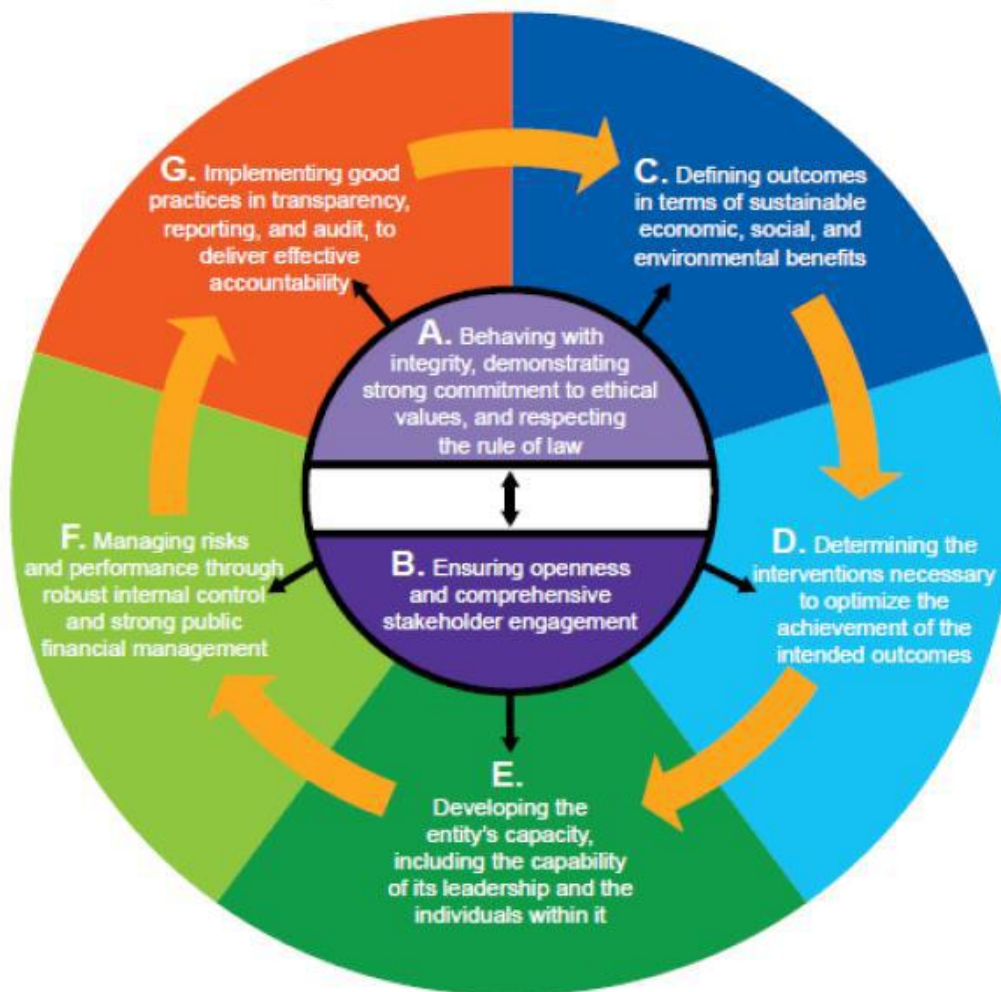 G. Implementing good
practices in transparency,
reporting, and audit, to
deliver effective
accountability
C. Defining outcomes
in terms of sustainable
economic, social, and
environmental benefits
A. Behaving with
integrity, demonstrating
strong commitment to ethical
values, and respecting
the rule of law
F. Managing risks
and performance through
robust internal control
and strong public
financial management
B. Ensuring openness
and comprehensive
stakeholder engagement
D. Determining the
interventions necessary
to optimize the
achievement of the
intended outcomes
E.
Developing the
entity's capacity,
including the capability
of its leadership and the
individuals within it